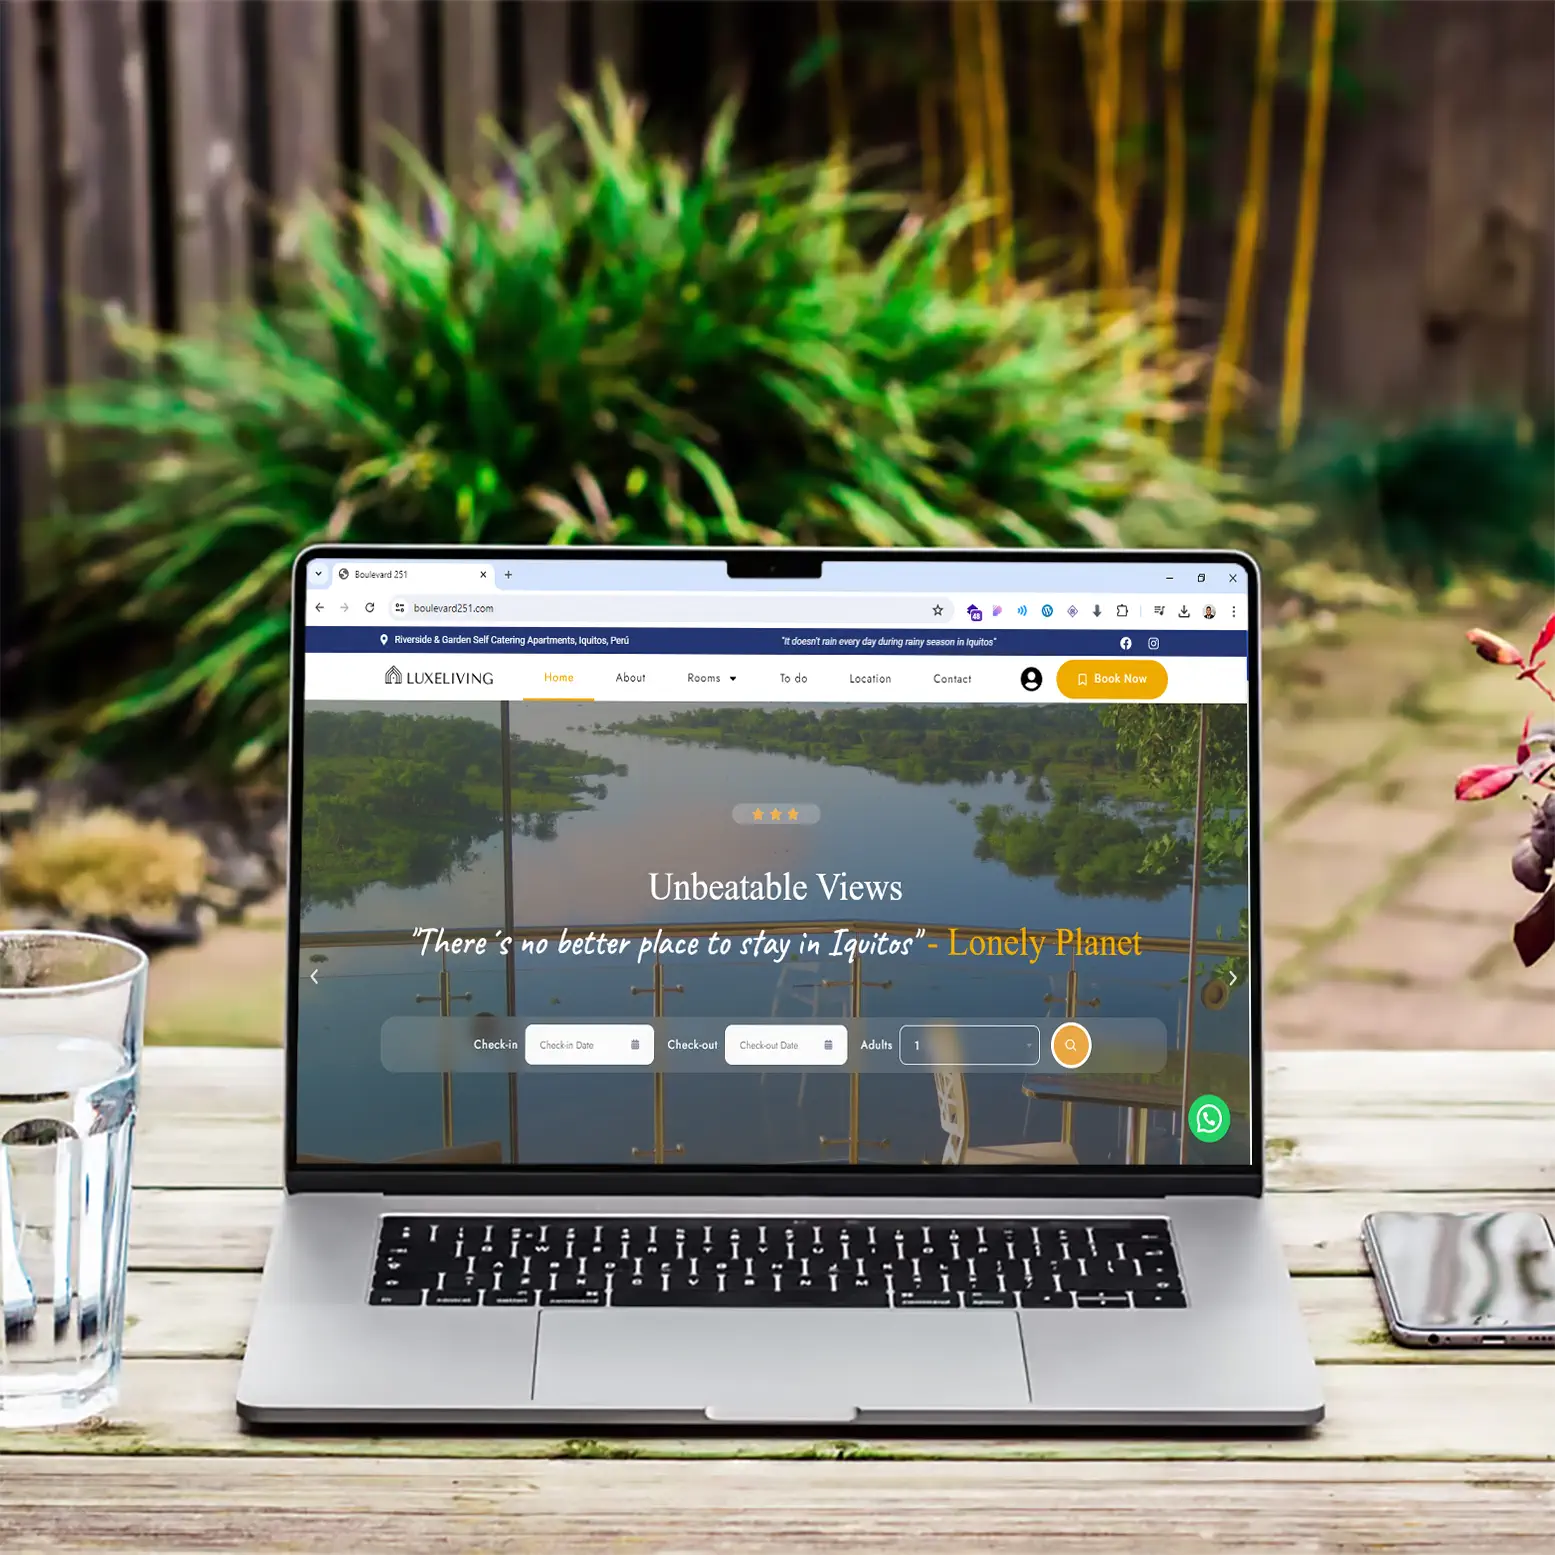 Boulevard 251
boulevard251.com
48
Riverside & Garden Self Catering Apartments, Iquitos, Perú
"It doesn't rain every day during rainy season in Iquitos"
LUXELIVING
Home
About
Rooms
To do
Location
Contact
Book Now
Unbeatable Views
"There´s no better place to stay in Iquitos" - Lonely Planet
Check-in
Check-in Date
Check-out
Check-out Date
Adults
1